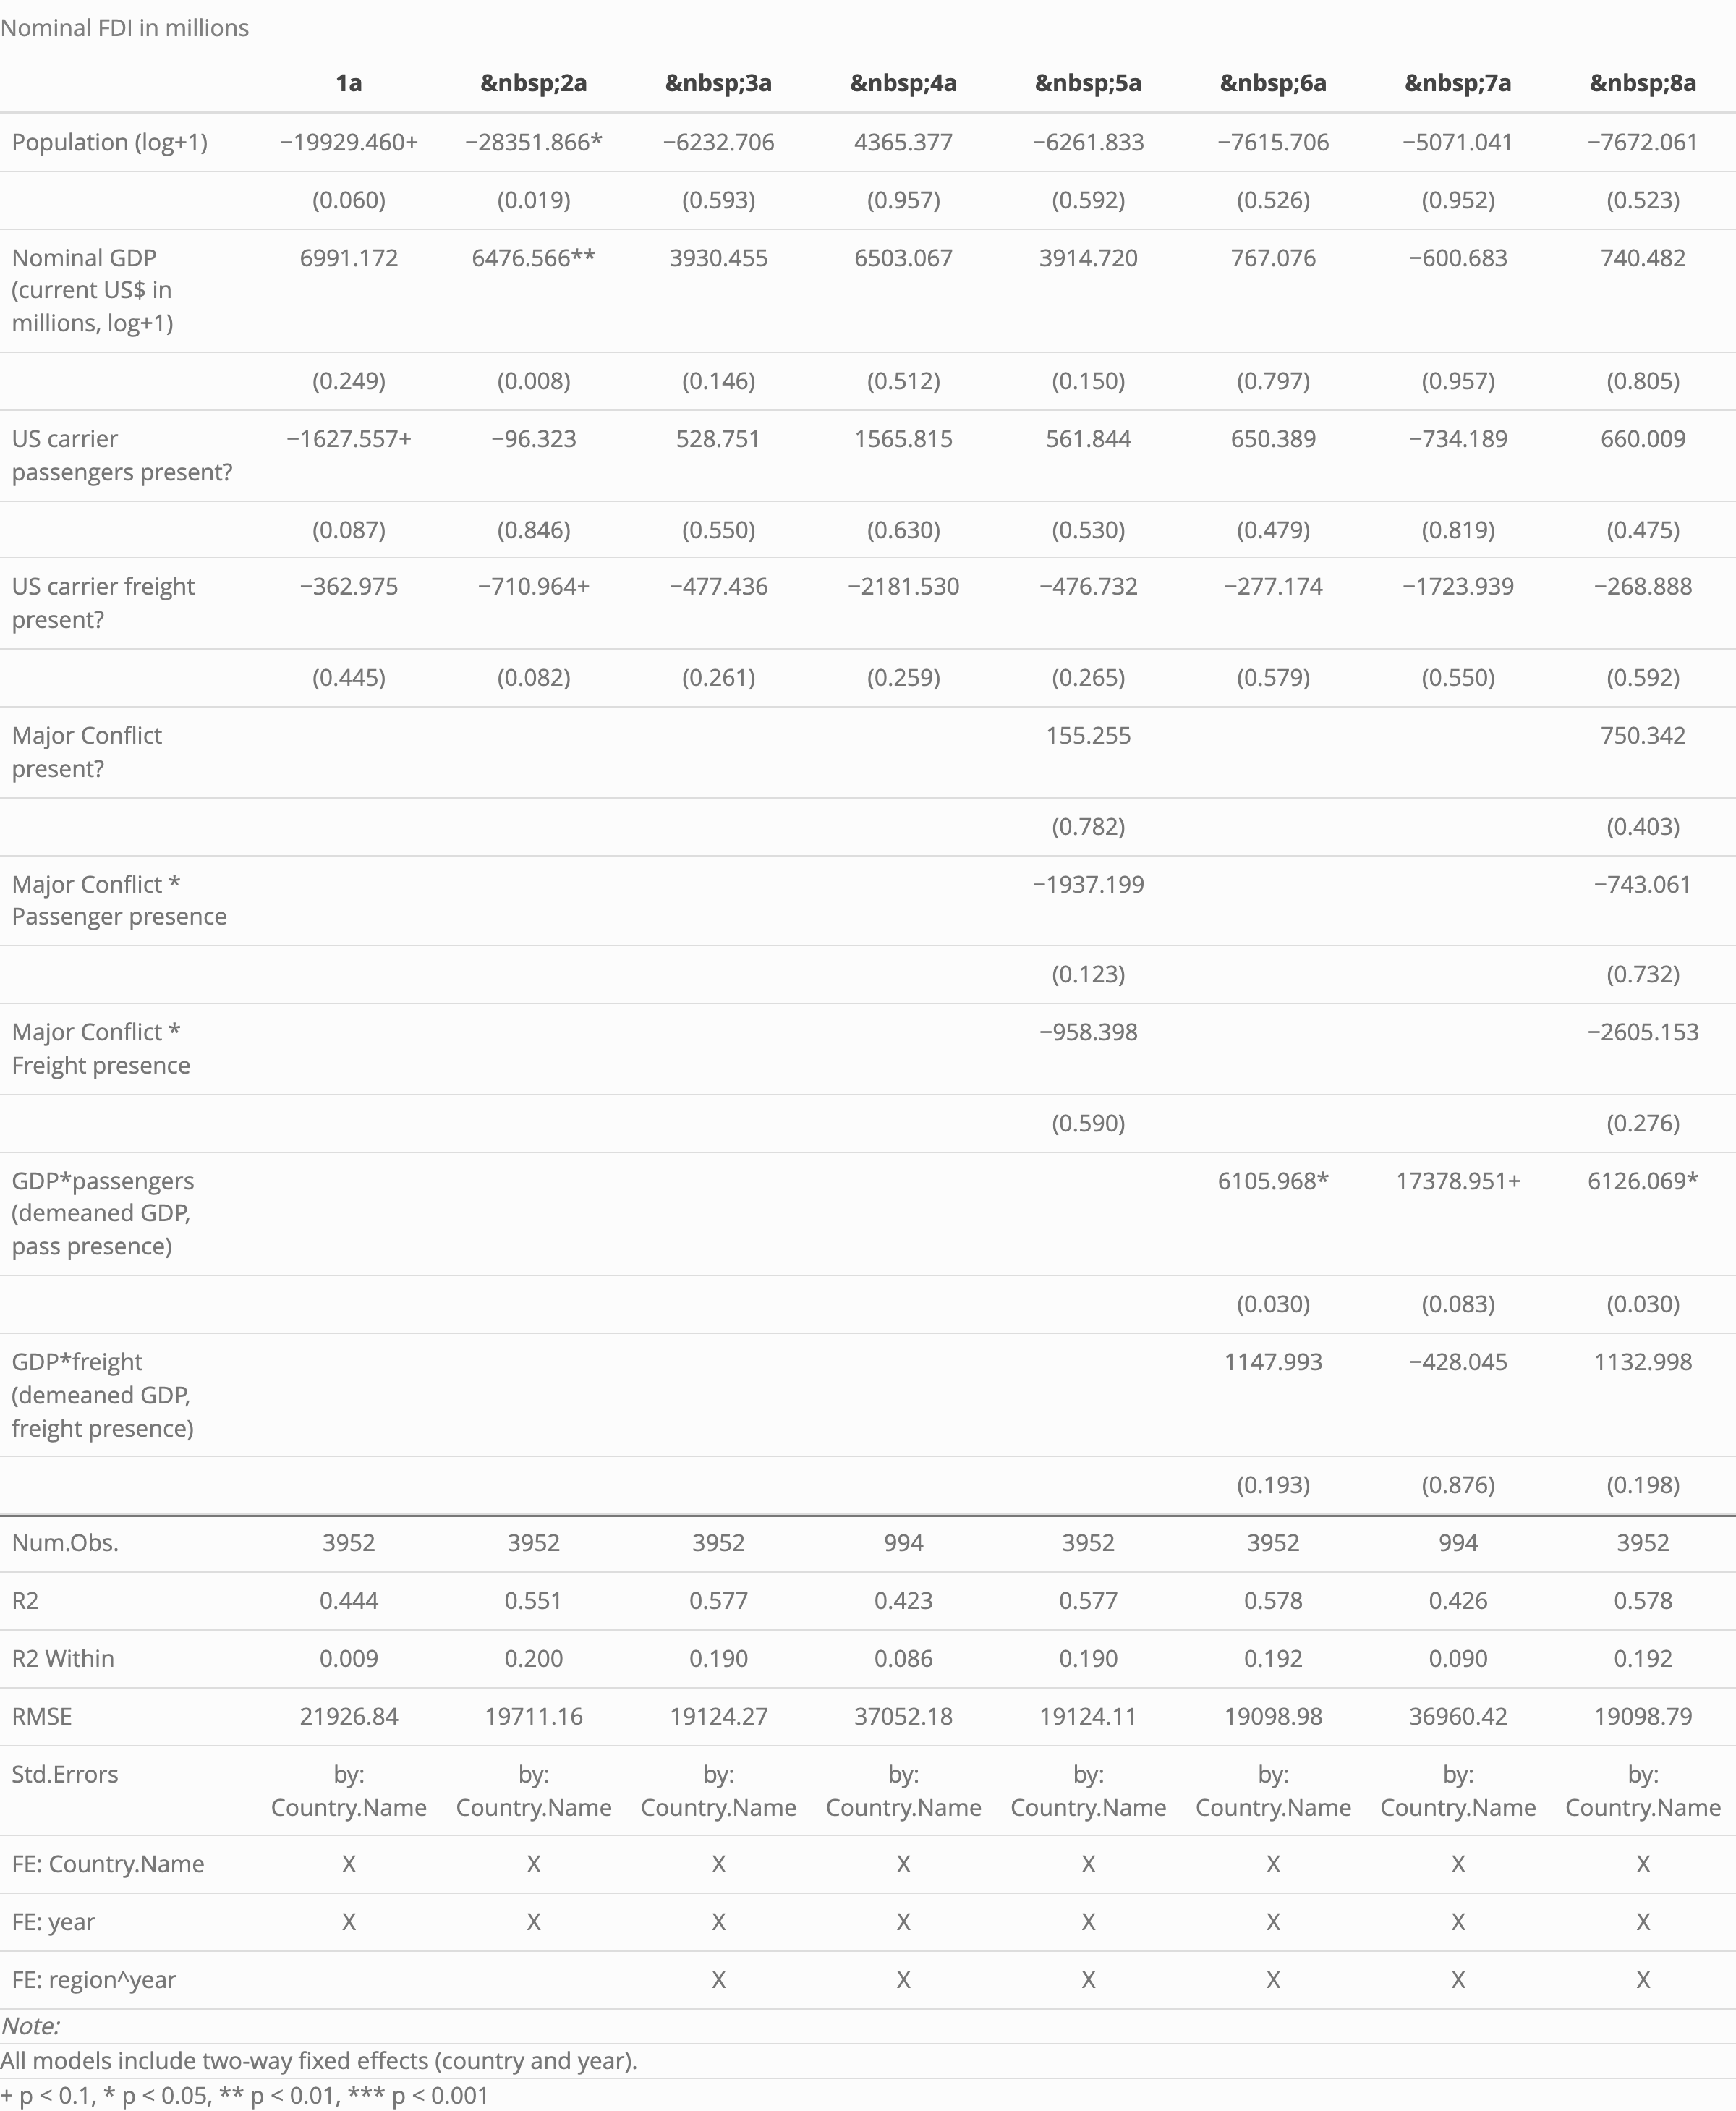 Nominal FDI in millions
1a &nbsp;2a &nbsp;3a &nbsp;4a &nbsp;5a &nbsp;6a &nbsp;7a &nbsp;8a
Population (log+1) −19929.460+ −28351.866* −6232.706 4365.377 −6261.833 −7615.706 −5071.041 −7672.061
(0.060) (0.019) (0.593) (0.957) (0.592) (0.526) (0.952) (0.523)
Nominal GDP 6991.172 6476.566** 3930.455 6503.067 3914.720 767.076 −600.683 740.482
(current US$ in
millions, log+1)
(0.249) (0.008) (0.146) (0.512) (0.150) (0.797) (0.957) (0.805)
US carrier −1627.557+ −96.323 528.751 1565.815 561.844 650.389 −734.189 660.009
passengers present?
(0.087) (0.846) (0.550) (0.630) (0.530) (0.479) (0.819) (0.475)
US carrier freight −362.975 −710.964+ −477.436 −2181.530 −476.732 −277.174 −1723.939 −268.888
present?
(0.445) (0.082) (0.261) (0.259) (0.265) (0.579) (0.550) (0.592)
Major Conflict 155.255 750.342
present?
(0.782) (0.403)
Major Conflict * −1937.199 −743.061
Passenger presence
(0.123) (0.732)
Major Conflict * −958.398 −2605.153
Freight presence
(0.590) (0.276)
GDP*passengers 6105.968* 17378.951+ 6126.069*
(demeaned GDP,
pass presence)
(0.030) (0.083) (0.030)
GDP*freight 1147.993 −428.045 1132.998
(demeaned GDP,
freight presence)
(0.193) (0.876) (0.198)
Num.Obs. 3952 3952 3952 994 3952 3952 994 3952
R2 0.444 0.551 0.577 0.423 0.577 0.578 0.426 0.578
R2 Within 0.009 0.200 0.190 0.086 0.190 0.192 0.090 0.192
RMSE 21926.84 19711.16 19124.27 37052.18 19124.11 19098.98 36960.42 19098.79
Std.Errors by: by: by: by: by: by: by: by:
Country.Name Country.Name Country.Name Country.Name Country.Name Country.Name Country.Name Country.Name
FE: Country.Name X X X X X X X X
FE: year X X X X X X X X
FE: region^year X X X X X X
Note:
All models include two-way fixed effects (country and year).
+ p < 0.1, * p < 0.05, ** p < 0.01, *** p < 0.001